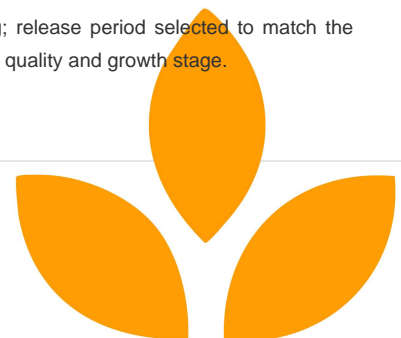 ; release period selected to match the
quality and growth stage.